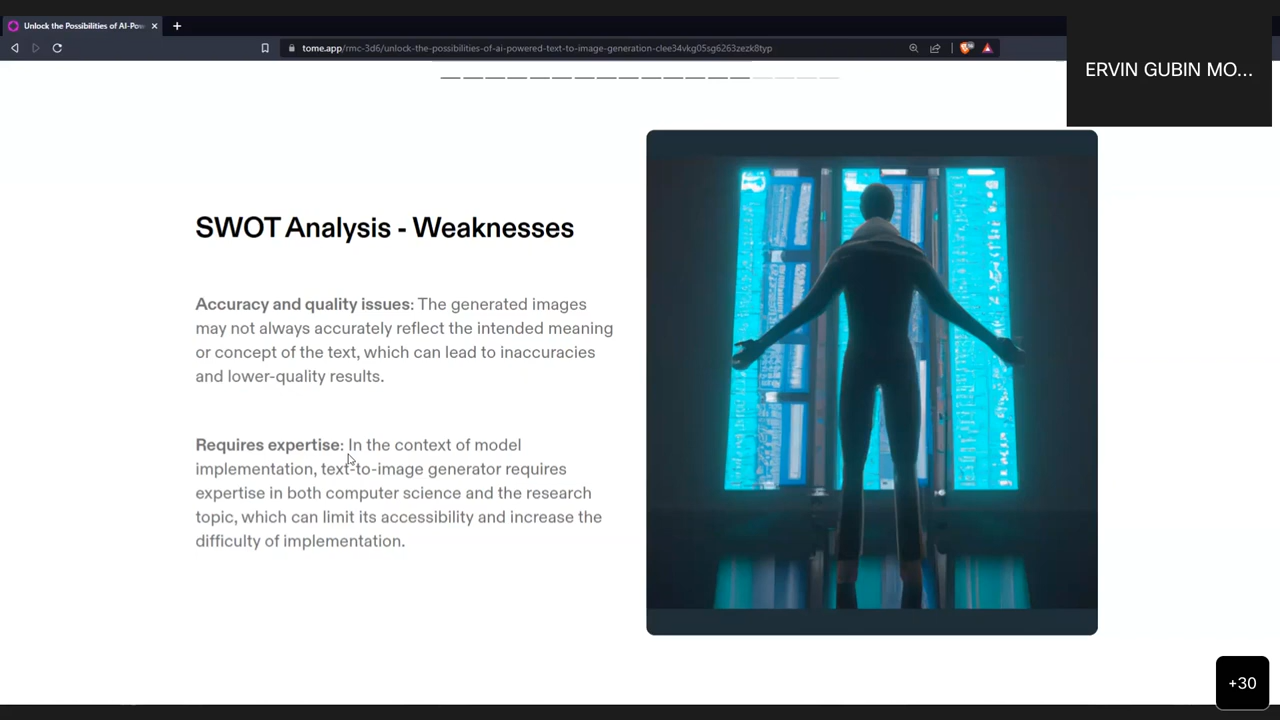 Unlock the Possibilities of AI-Pow
tome.app/rmc-3d6/unlock-the-possibilities-of-ai-powered-text-to-image-generation-clee34vkg05sg6263zezk8typ
ERVIN GUBIN MO...
SWOT Analysis - Weaknesses
Accuracy and quality issues: The generated images
may not always accurately reflect the intended meaning
or concept of the text, which can lead to inaccuracies
and lower-quality results.
Requires expertise: In the context of model
implementation, text-to-image generator requires
expertise in both computer science and the research
topic, which can limit its accessibility and increase the
difficulty of implementation.
+30